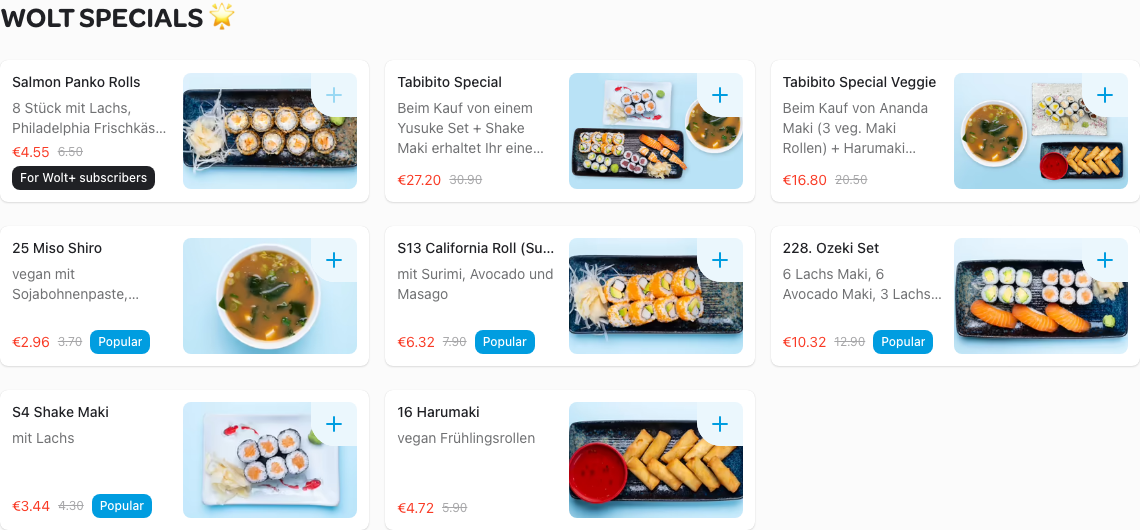 WOLT SPECIALS 🌟
Salmon Panko Rolls
8 Stück mit Lachs,
Philadelphia Frischkäs...
€4.55 6.50
For Wolt+ subscribers
Tabibito Special
Beim Kauf von einem
Yusuke Set + Shake
Maki erhaltet Ihr eine...
€27.20 30.90
Tabibito Special Veggie
Beim Kauf von Ananda
Maki (3 veg. Maki
Rollen) + Harumaki...
€16.80 20.50
25 Miso Shiro
vegan mit
Sojabohnenpaste,...
€2.96 3.70 Popular
S13 California Roll (Su...
mit Surimi, Avocado und
Masago
€6.32 7.90 Popular
228. Ozeki Set
6 Lachs Maki, 6
Avocado Maki, 3 Lachs...
€10.32 12.90 Popular
S4 Shake Maki
mit Lachs
€3.44 4.30 Popular
16 Harumaki
vegan Frühlingsrollen
€4.72 5.90